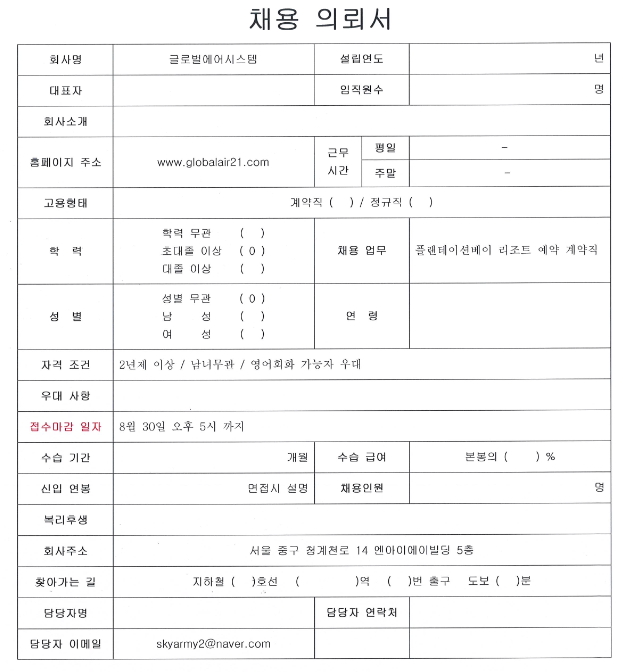 채용 의뢰서
회사명 글로벌에어시스템 설립연도 년
대표자 임직원수 명
회사소개
홈페이지 주소 www.globalair21.com 근무 시간 평일 -
주말 -
고용형태 계약직 ( ) / 정규직 ( )
학 력 학력 무관 ( )
초대졸 이상 ( 0 )
대졸 이상 ( )
채용 업무 플랜테이션베이 리조트 예약 계약직
성 별 성별 무관 ( 0 )
남 성 ( )
여 성 ( )
연 령
자격 조건 2년제 이상 / 남녀무관 / 영어회화 가능자 우대
우대 사항
접수마감 일자 8월 30일 오후 5시 까지
수습 기간 개월 수습 급여 본봉의 ( ) %
신입 연봉 면접시 설명 채용인원 명
복리후생
회사주소 서울 중구 청계천로 14 엔아이에이빌딩 5층
찾아가는 길 지하철 ( )호선 ( )역 ( )번 출구 도보 ( )분
담당자명 담당자 연락처
담당자 이메일 skyarmy2@naver.com